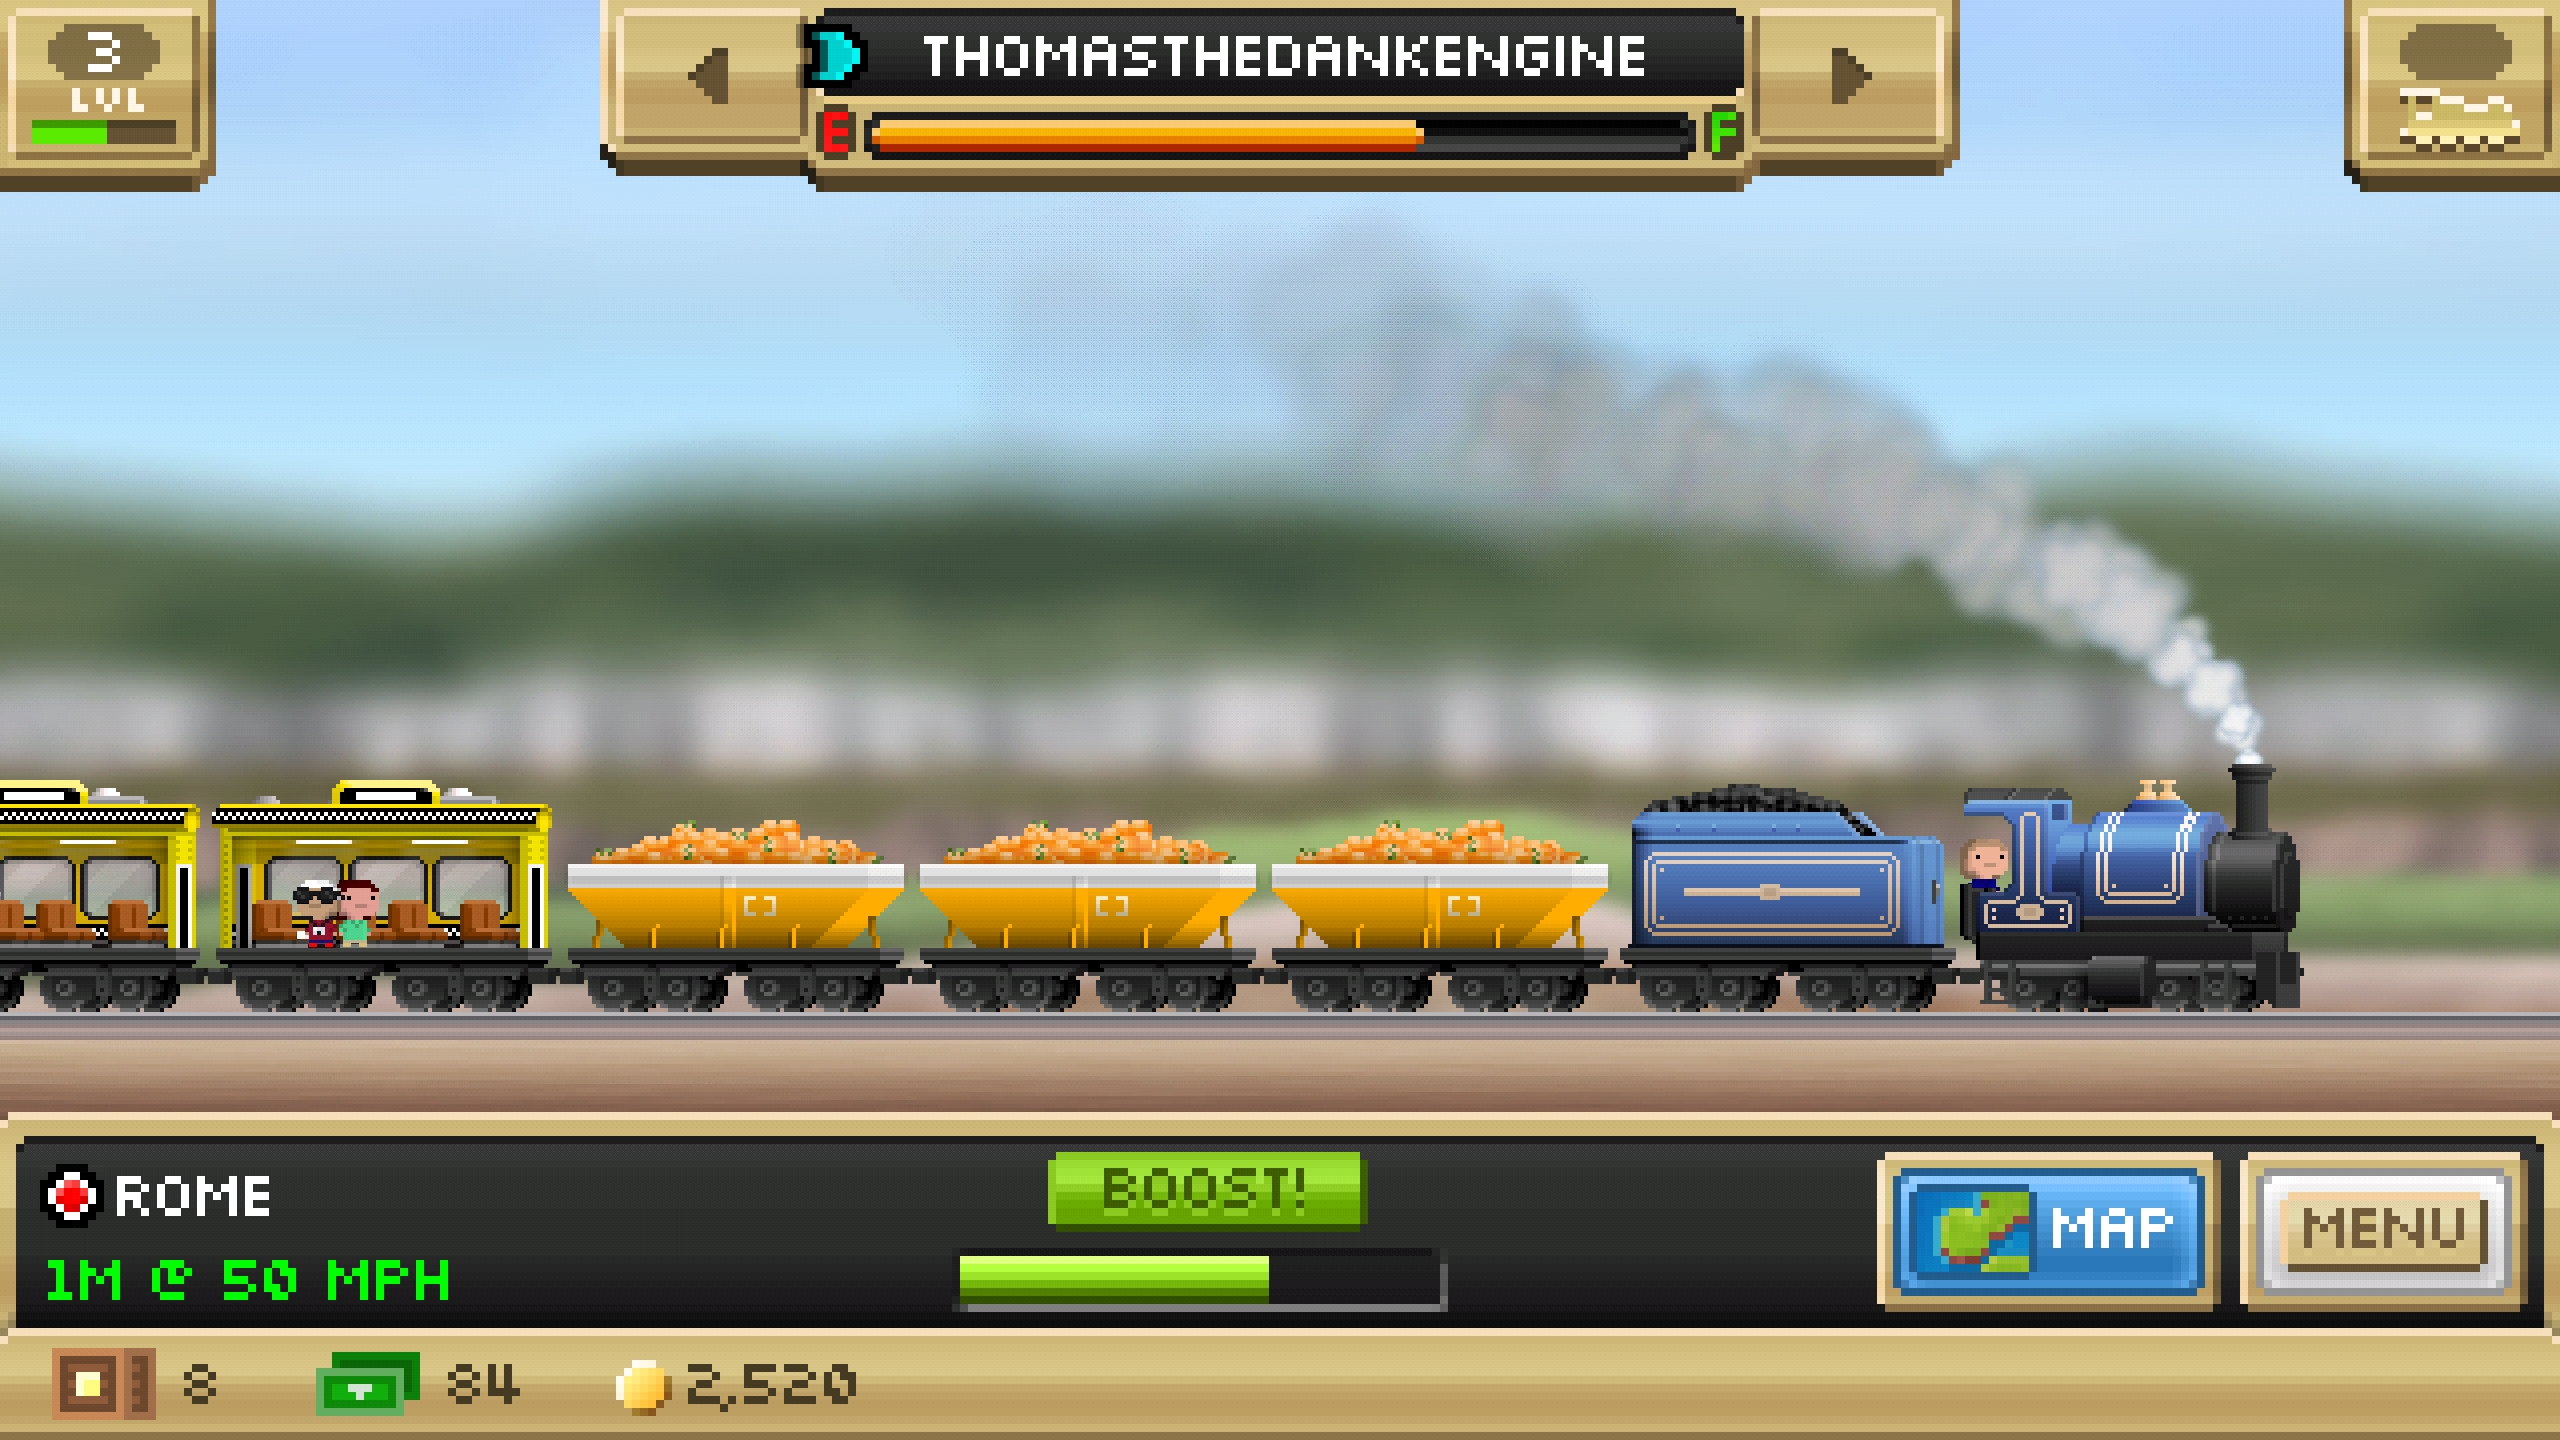 3
LVL
THOMASTHEDANKENGINE
E F
ROME
1M @ 50 MPH
BOOST!
MAP
MENU
8
84
2,520